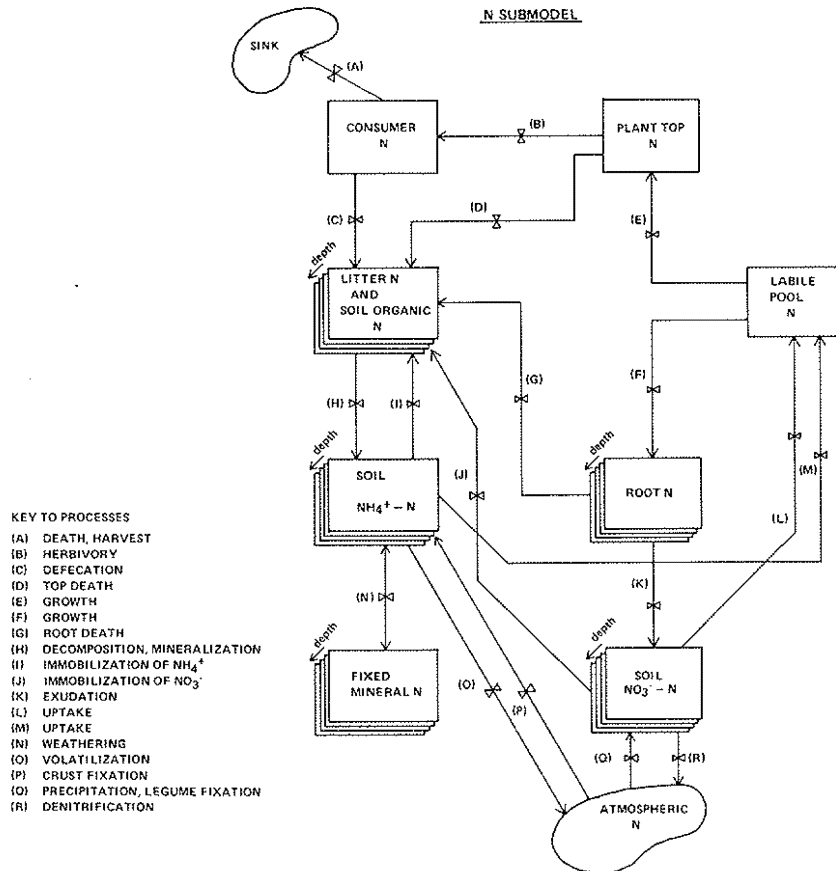 N SUBMODEL
SINK
(A)
CONSUMER
N
(B)
PLANT TOP
N
(C)
(D)
(E)
depth
LITTER N
AND
SOIL ORGANIC
N
LABILE
POOL
N
(F)
(G)
(H)
(I)
(J)
(M)
depth
SOIL
NH₄⁺ – N
depth
ROOT N
(L)
(K)
(N)
depth
FIXED
MINERAL N
depth
SOIL
NO₃⁻ – N
(O)
(P)
(Q)
(R)
ATMOSPHERIC
N
KEY TO PROCESSES
(A) DEATH, HARVEST
(B) HERBIVORY
(C) DEFECATION
(D) TOP DEATH
(E) GROWTH
(F) GROWTH
(G) ROOT DEATH
(H) DECOMPOSITION, MINERALIZATION
(I) IMMOBILIZATION OF NH₄⁺
(J) IMMOBILIZATION OF NO₃⁻
(K) EXUDATION
(L) UPTAKE
(M) UPTAKE
(N) WEATHERING
(O) VOLATILIZATION
(P) CRUST FIXATION
(Q) PRECIPITATION, LEGUME FIXATION
(R) DENITRIFICATION